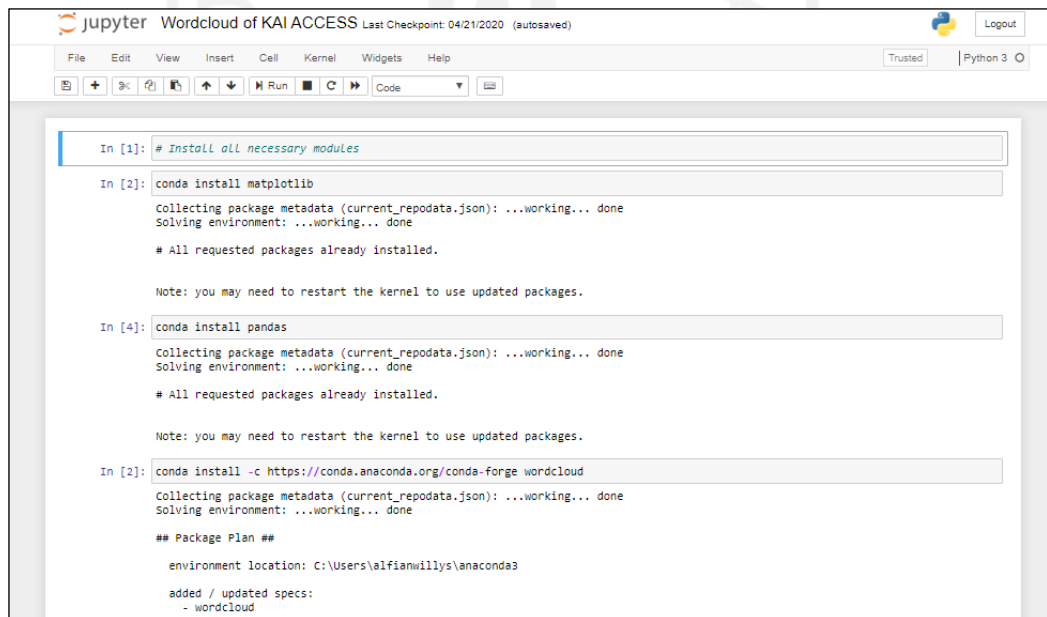 jupyter Wordcloud of KAI ACCESS Last Checkpoint: 04/21/2020 (autosaved)
Logout
File Edit View Insert Cell Kernel Widgets Help
Trusted Python 3
Run Code
In [1]: # Install all necessary modules
In [2]: conda install matplotlib
Collecting package metadata (current_repodata.json): ...working... done
Solving environment: ...working... done
# All requested packages already installed.
Note: you may need to restart the kernel to use updated packages.
In [4]: conda install pandas
Collecting package metadata (current_repodata.json): ...working... done
Solving environment: ...working... done
# All requested packages already installed.
Note: you may need to restart the kernel to use updated packages.
In [2]: conda install -c https://conda.anaconda.org/conda-forge wordcloud
Collecting package metadata (current_repodata.json): ...working... done
Solving environment: ...working... done
## Package Plan ##
environment location: C:\Users\alfianwillys\anaconda3
added / updated specs:
- wordcloud